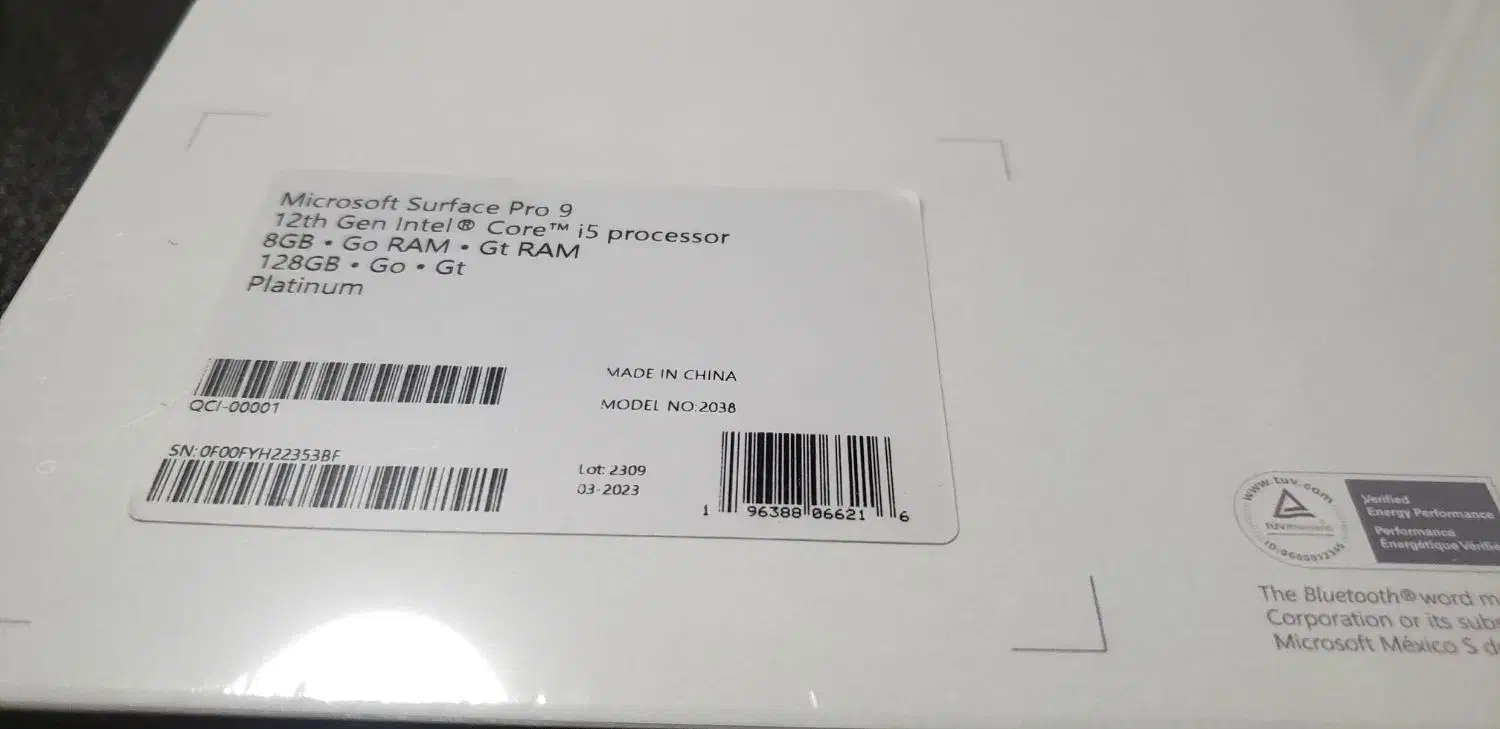 Microsoft Surface Pro 9
12th Gen Intel® Core™ i5 processor
8GB • Go RAM • Gt RAM
128GB • Go • Gt
Platinum
QCI-00001
MADE IN CHINA
MODEL NO:2038
SN: 0F00FYH22353BF
Lot: 2309
03-2023
1 96388 06621 6
www.tuv.com
TÜVRheinland
Verified
Energy Performance
Performance
Énergétique Vérifié
The Bluetooth® word m
Corporation or its subs
Microsoft México S de